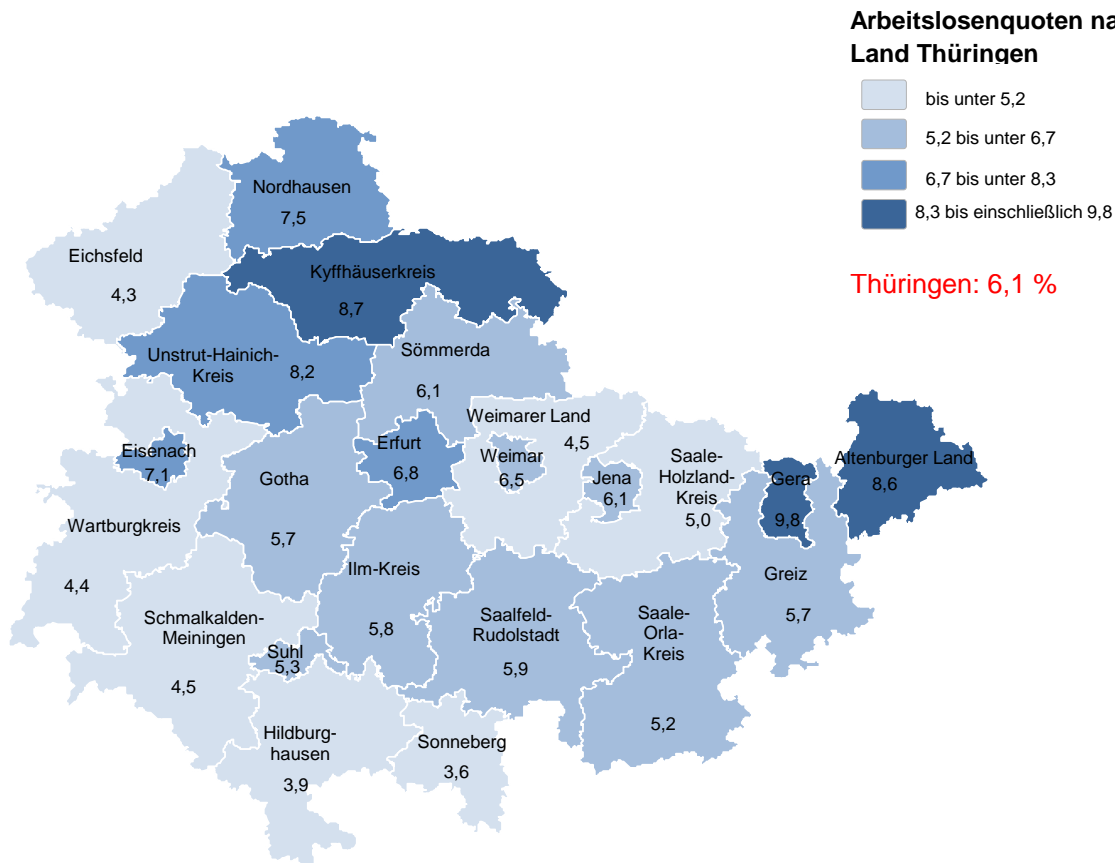 Arbeitslosenquoten na
Land Thüringen
bis unter 5,2
5,2 bis unter 6,7
6,7 bis unter 8,3
8,3 bis einschließlich 9,8
Thüringen: 6,1 %
Nordhausen
7,5
Eichsfeld
4,3
Kyffhäuserkreis
8,7
Unstrut-Hainich-
Kreis
8,2
Sömmerda
6,1
Weimarer Land
4,5
Eisenach
7,1
Erfurt
6,8
Weimar
6,5
Gotha
5,7
Jena
6,1
Saale-
Holzland-
Kreis
5,0
Gera
9,8
Altenburger Land
8,6
Wartburgkreis
4,4
Ilm-Kreis
5,8
Greiz
5,7
Schmalkalden-
Meiningen
4,5
Suhl
5,3
Saalfeld-
Rudolstadt
5,9
Saale-
Orla-
Kreis
5,2
Hildburg-
hausen
3,9
Sonneberg
3,6